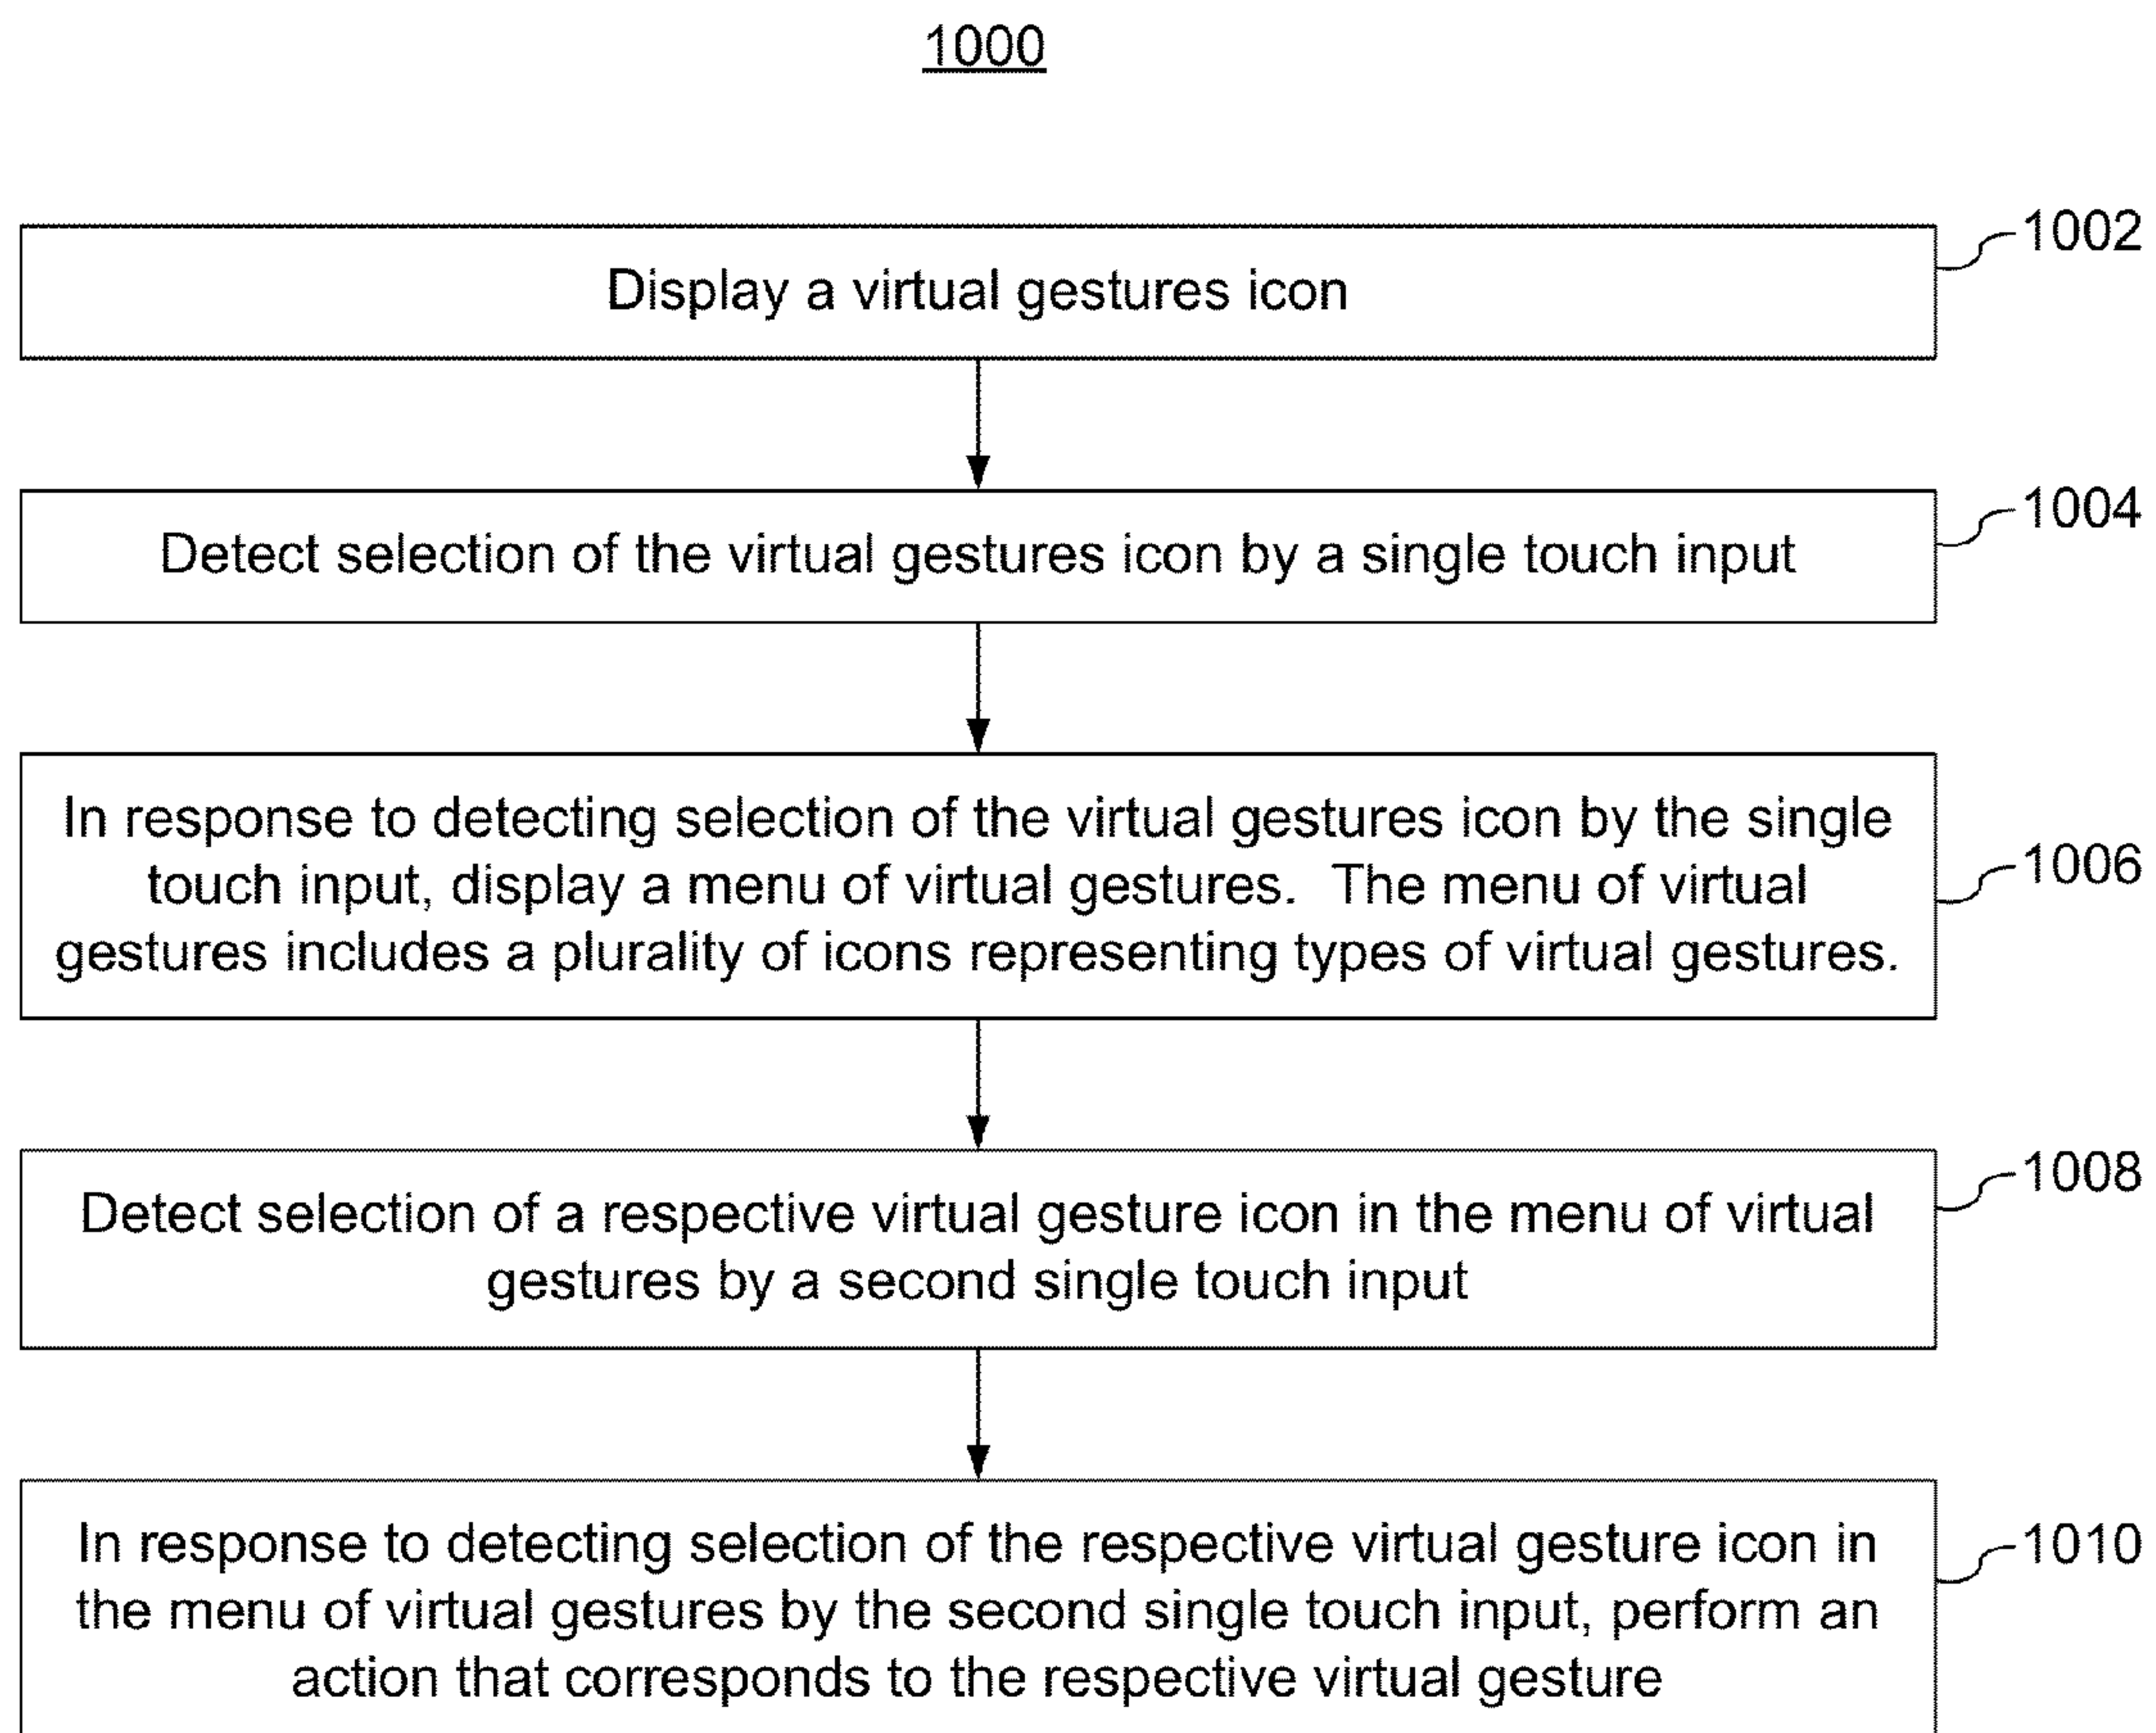 1000
1002
Display a virtual gestures icon
1004
Detect selection of the virtual gestures icon by a single touch input
In response to detecting selection of the virtual gestures icon by the single
touch input, display a menu of virtual gestures.  The menu of virtual
1006
gestures includes a plurality of icons representing types of virtual gestures.
1008
Detect selection of a respective virtual gesture icon in the menu of virtual
gestures by a second single touch input
In response to detecting selection of the respective virtual gesture icon in
1010
the menu of virtual gestures by the second single touch input, perform an
action that corresponds to the respective virtual gesture